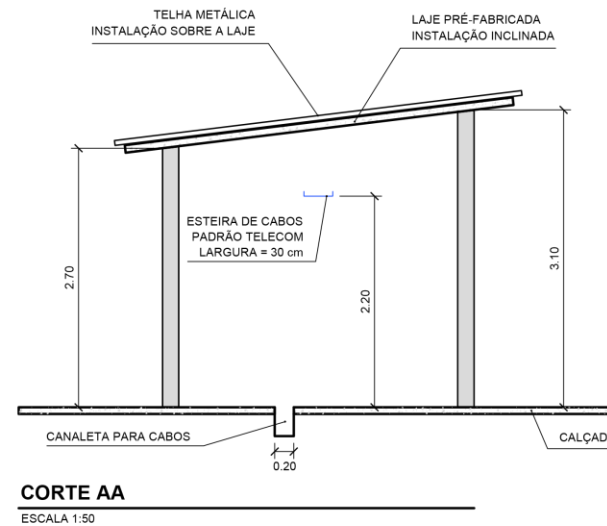 TELHA METÁLICA
INSTALAÇÃO SOBRE A LAJE
LAJE PRÉ-FABRICADA
INSTALAÇÃO INCLINADA
ESTEIRA DE CABOS
PADRÃO TELECOM
LARGURA = 30 cm
2.70
2.20
3.10
CANALETA PARA CABOS
CALÇAD
0.20
CORTE AA
ESCALA 1:50